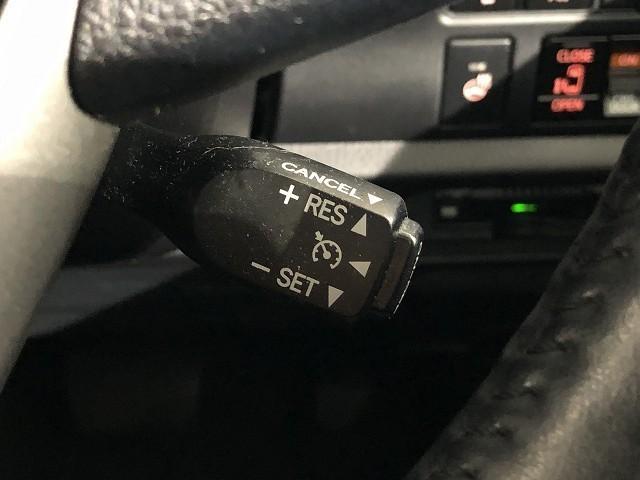 CLOSE
OPEN
CANCEL▼
+ RES ▲
◀
− SET ▼